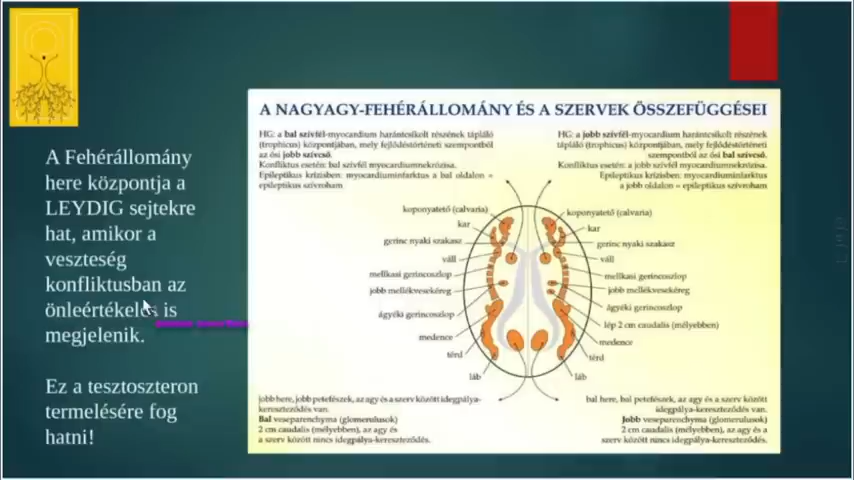 A Fehérállomány
here központja a
LEYDIG sejtekre
hat, amikor a
veszteség
konfliktusban az
önleértékelés is
megjelenik.
Ez a tesztoszteron
termelésére fog
hatni!
A NAGYAGY-FEHÉRÁLLOMÁNY ÉS A SZERVEK ÖSSZEFÜGGÉSEI
HG: a bal szívfél-myocardium harántcsíkolt részének tápláló
(trophicus) központjában, mely fejlődéstörténeti szempontból
az ősi jobb szívcső.
Konfliktus esetén: bal szívfél myocardiumnekrózisa.
Epileptikus krízisben: myocardiuminfarktus a bal oldalon =
epileptikus szívroham
HG: a jobb szívfél-myocardium harántcsíkolt részének
tápláló (trophicus) központjában, mely fejlődéstörténeti
szempontból az ősi bal szívcső.
Konfliktus esetén: a jobb szívfél myocardiumnekrózisa.
Epileptikus krízisben: myocardiuminfarktus
a jobb oldalon = epileptikus szívroham
koponyatető (calvaria)
kar
gerinc nyaki szakasz
váll
mellkasi gerincoszlop
jobb mellékvesekéreg
ágyéki gerincoszlop
medence
térd
láb
koponyatető (calvaria)
kar
gerinc nyaki szakasz
váll
mellkasi gerincoszlop
jobb mellékvesekéreg
ágyéki gerincoszlop
lép 2 cm caudalis (mélyebben)
medence
térd
láb
jobb here, jobb petefészek, az agy és a szerv között idegpálya-
kereszteződés van.
Bal veseparenchyma (glomerulusok)
2 cm caudalis (mélyebben), az agy és
a szerv között nincs idegpálya-kereszteződés.
bal here, bal petefészek, az agy és a szerv között
idegpálya-kereszteződés van.
Jobb veseparenchyma (glomerulusok)
2 cm caudalis (mélyebben), az agy és a
szerv között nincs idegpálya-kereszteződés.